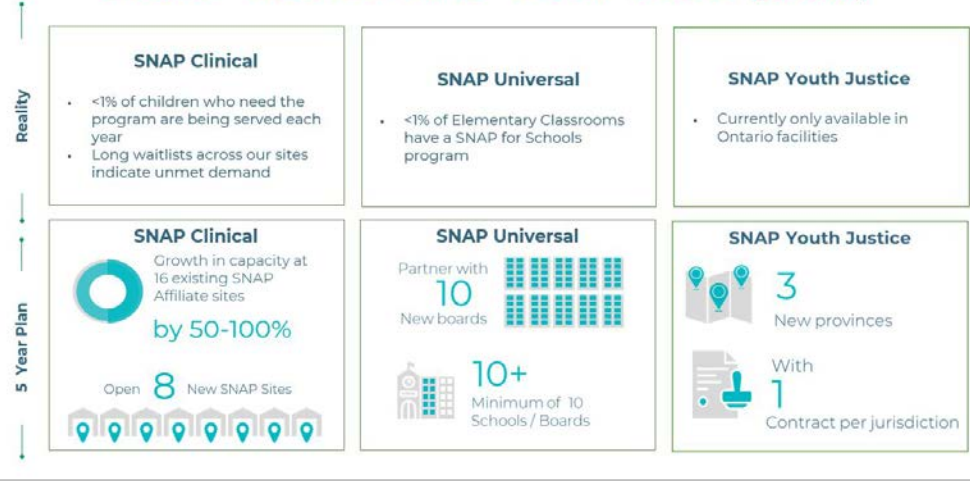 Reality
SNAP Clinical
• <1% of children who need the
program are being served each
year
• Long waitlists across our sites
indicate unmet demand
SNAP Universal
• <1% of Elementary Classrooms
have a SNAP for Schools
program
SNAP Youth Justice
• Currently only available in
Ontario facilities
5 Year Plan
SNAP Clinical
Growth in capacity at
16 existing SNAP
Affiliate sites
by 50-100%
Open 8 New SNAP Sites
SNAP Universal
Partner with
10
New boards
10+
Minimum of 10
Schools / Boards
SNAP Youth Justice
3
New provinces
With
1
Contract per jurisdiction